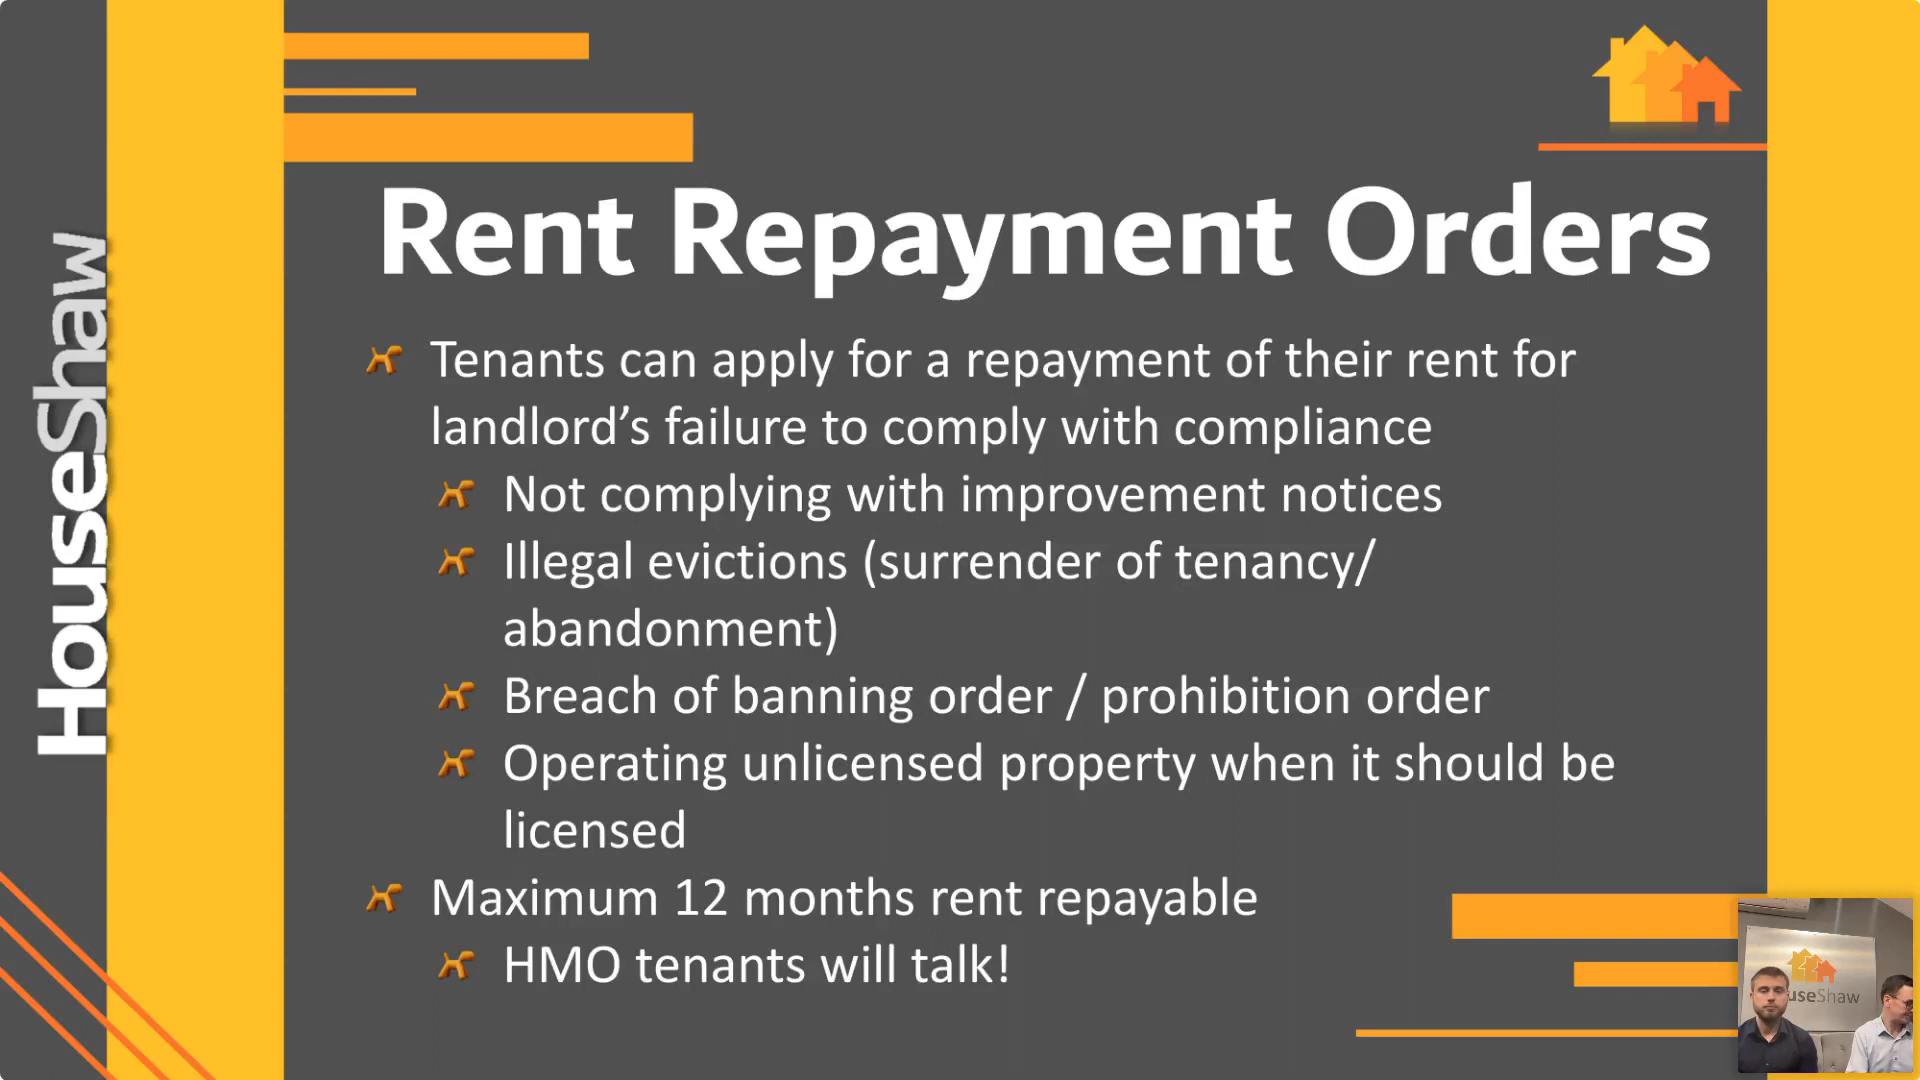 HouseShaw
Rent Repayment Orders
Tenants can apply for a repayment of their rent for
landlord’s failure to comply with compliance
Not complying with improvement notices
Illegal evictions (surrender of tenancy/
abandonment)
Breach of banning order / prohibition order
Operating unlicensed property when it should be
licensed
Maximum 12 months rent repayable
HMO tenants will talk!
useShaw